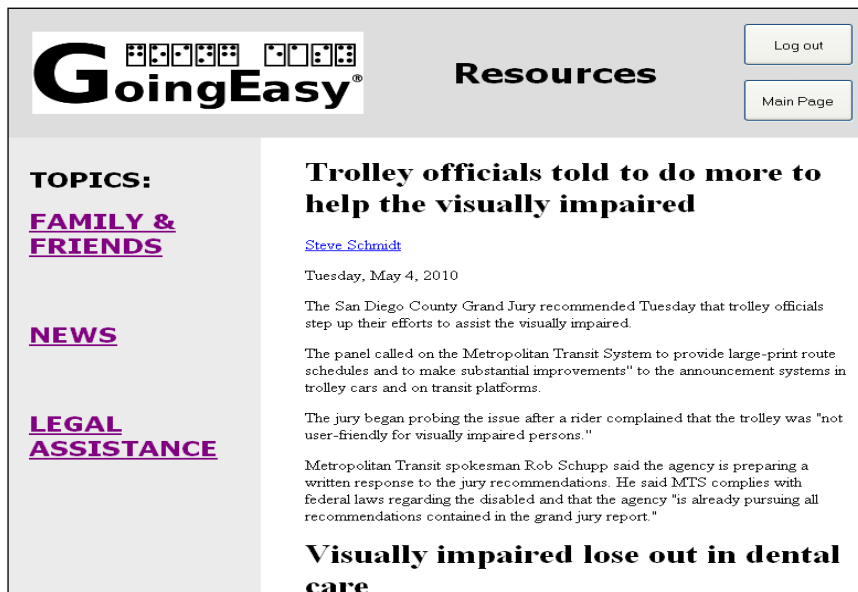 GoingEasy®
Resources
Log out
Main Page
TOPICS:
FAMILY &
FRIENDS
NEWS
LEGAL
ASSISTANCE
Trolley officials told to do more to
help the visually impaired
Steve Schmidt
Tuesday, May 4, 2010
The San Diego County Grand Jury recommended Tuesday that trolley officials
step up their efforts to assist the visually impaired.
The panel called on the Metropolitan Transit System to provide large-print route
schedules and to make substantial improvements" to the announcement systems in
trolley cars and on transit platforms.
The jury began probing the issue after a rider complained that the trolley was "not
user-friendly for visually impaired persons."
Metropolitan Transit spokesman Rob Schupp said the agency is preparing a
written response to the jury recommendations. He said MTS complies with
federal laws regarding the disabled and that the agency "is already pursuing all
recommendations contained in the grand jury report."
Visually impaired lose out in dental
care